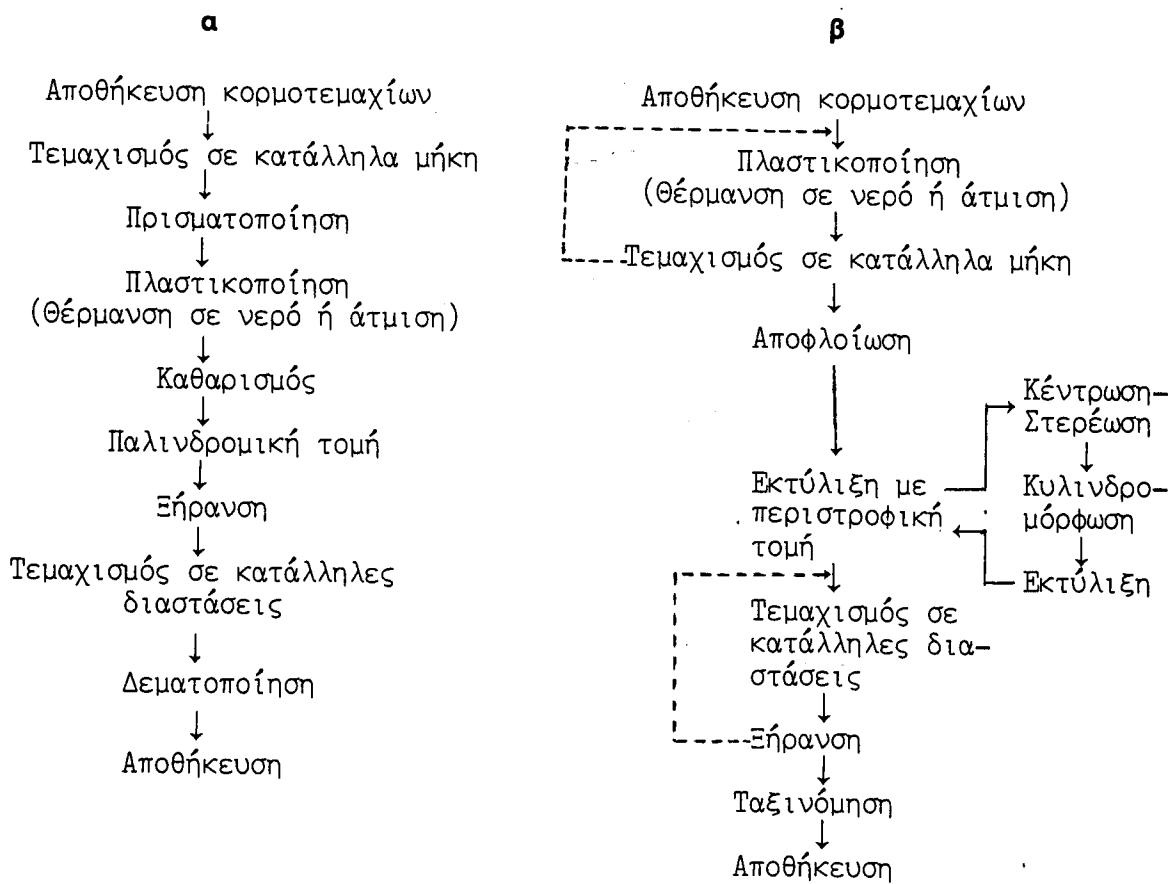 α
Αποθήκευση κορμοτεμαχίων
Τεμαχισμός σε κατάλληλα μήκη
Πρισματοποίηση
Πλαστικοποίηση
(Θέρμανση σε νερό ή άτμιση)
Καθαρισμός
Παλινδρομική τομή
Ξήρανση
Τεμαχισμός σε κατάλληλες
διαστάσεις
Δεματοποίηση
Αποθήκευση
β
Αποθήκευση κορμοτεμαχίων
Πλαστικοποίηση
(Θέρμανση σε νερό ή άτμιση)
Τεμαχισμός σε κατάλληλα μήκη
Αποφλοίωση
Εκτύλιξη με
περιστροφική
τομή
Κέντρωση-
Στερέωση
Κυλινδρο-
μόρφωση
Εκτύλιξη
Τεμαχισμός σε
κατάλληλες δια-
στάσεις
Ξήρανση
Ταξινόμηση
Αποθήκευση